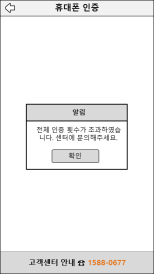 휴대폰 인증
알림
전체 인증 횟수가 초과하였습
니다. 센터에 문의해주세요.
확인
고객센터 안내 ☎ 1588-0677